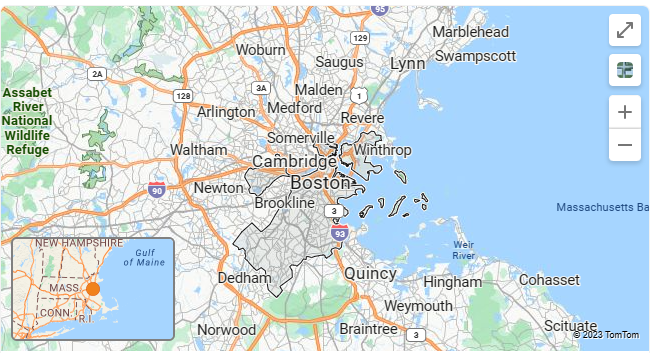 95
Marblehead
129
Woburn
Swampscott
Saugus
Lynn
2A
3A
Malden
128
1
Assabet
River
National
Wildlife
Refuge
Medford
Arlington
Revere
Somerville
Waltham
Winthrop
Cambridge
90
Newton
Boston
Brookline
3
Massachusetts Ba
93
NEW HAMPSHIRE
Gulf
of Maine
Weir
River
MASS
CONN.
R.I
Dedham
Quincy
Hingham
Cohasset
Weymouth
Norwood
Braintree
3
Scituate
© 2023 TomTom